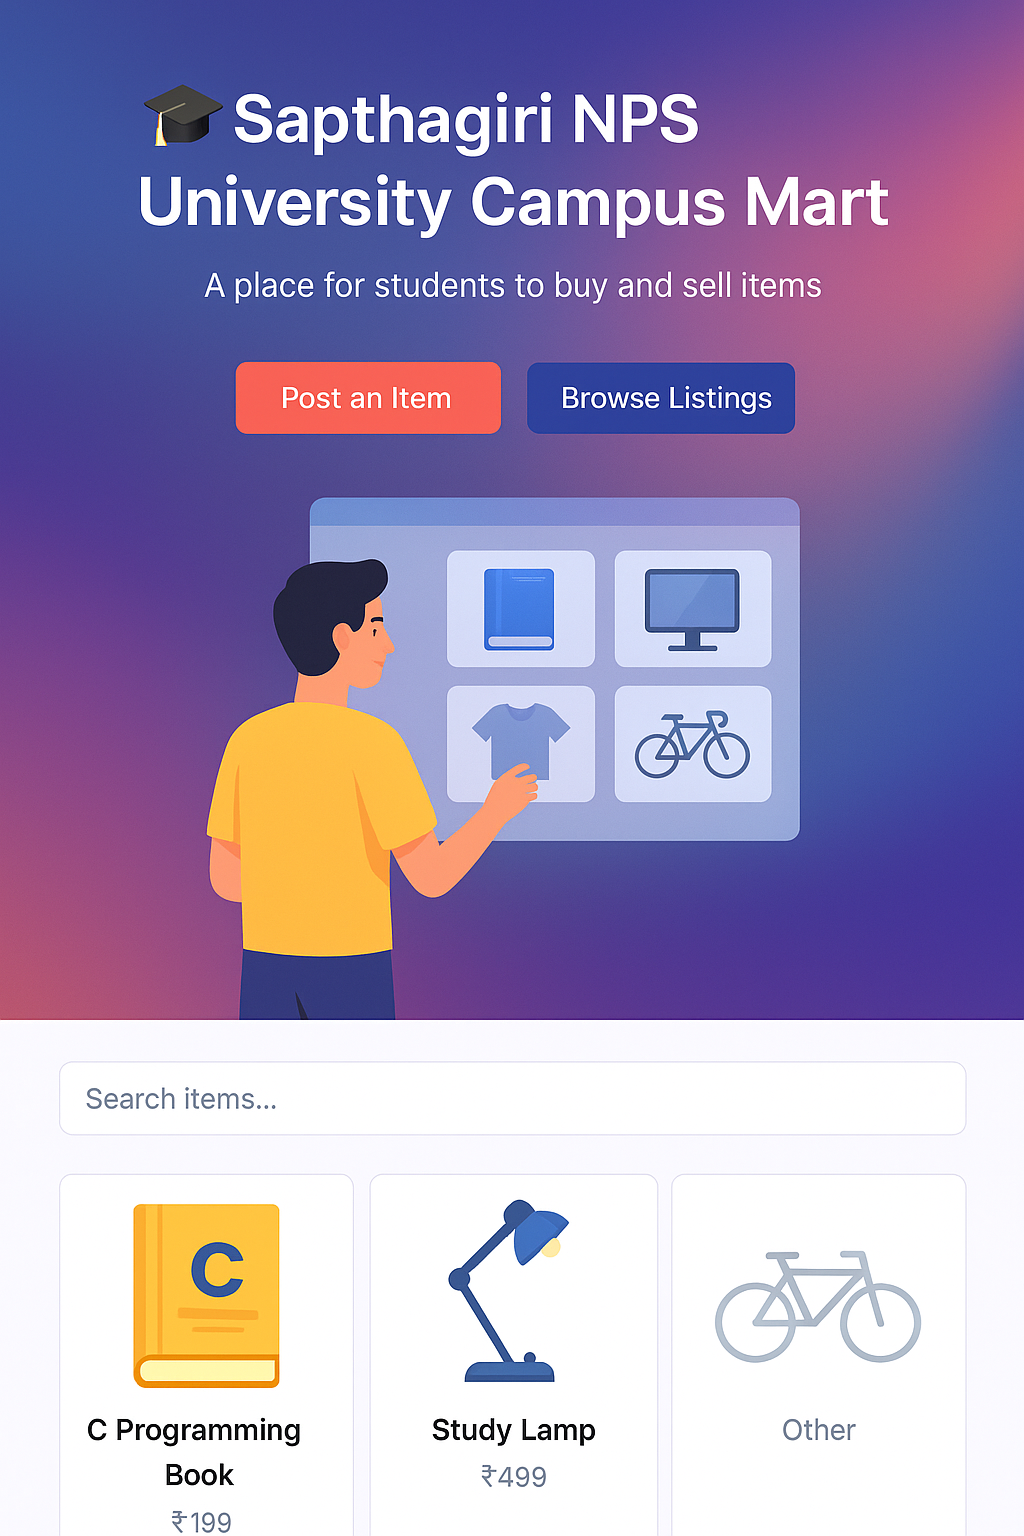 Sapthagiri NPS
University Campus Mart
A place for students to buy and sell items
Post an Item
Browse Listings
Search items...
C
C Programming
Book
₹199
Study Lamp
₹499
Other